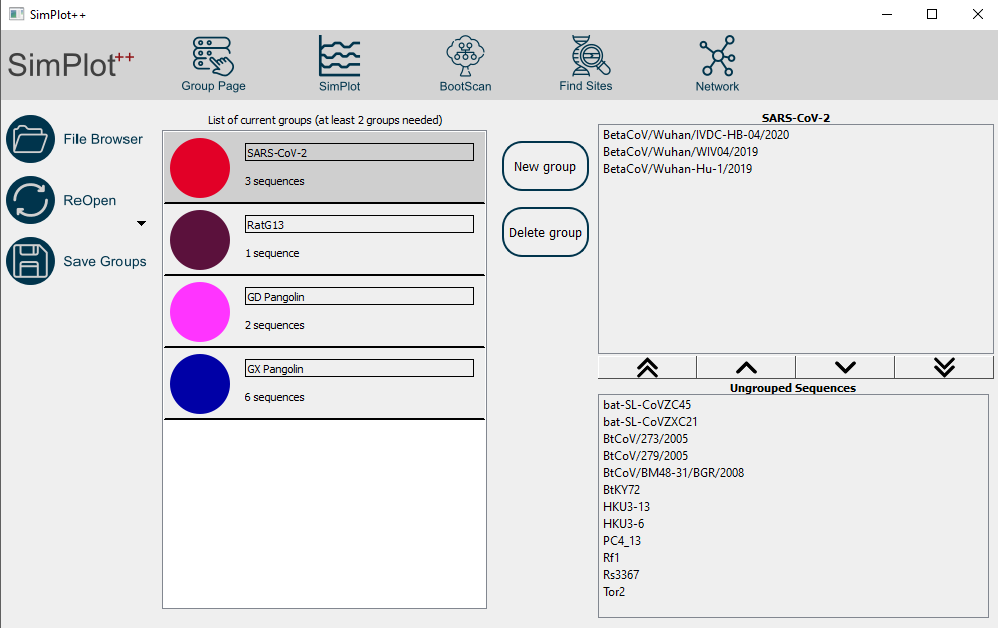 SimPlot++
SimPlot++
Group Page
SimPlot
BootScan
Find Sites
Network
File Browser
ReOpen
Save Groups
List of current groups (at least 2 groups needed)
SARS-CoV-2
3 sequences
RatG13
1 sequence
GD Pangolin
2 sequences
GX Pangolin
6 sequences
New group
Delete group
SARS-CoV-2
BetaCoV/Wuhan/IVDC-HB-04/2020
BetaCoV/Wuhan/WIV04/2019
BetaCoV/Wuhan-Hu-1/2019
Ungrouped Sequences
bat-SL-CoVZC45
bat-SL-CoVZXC21
BtCoV/273/2005
BtCoV/279/2005
BtCoV/BM48-31/BGR/2008
BtKY72
HKU3-13
HKU3-6
PC4_13
Rf1
Rs3367
Tor2